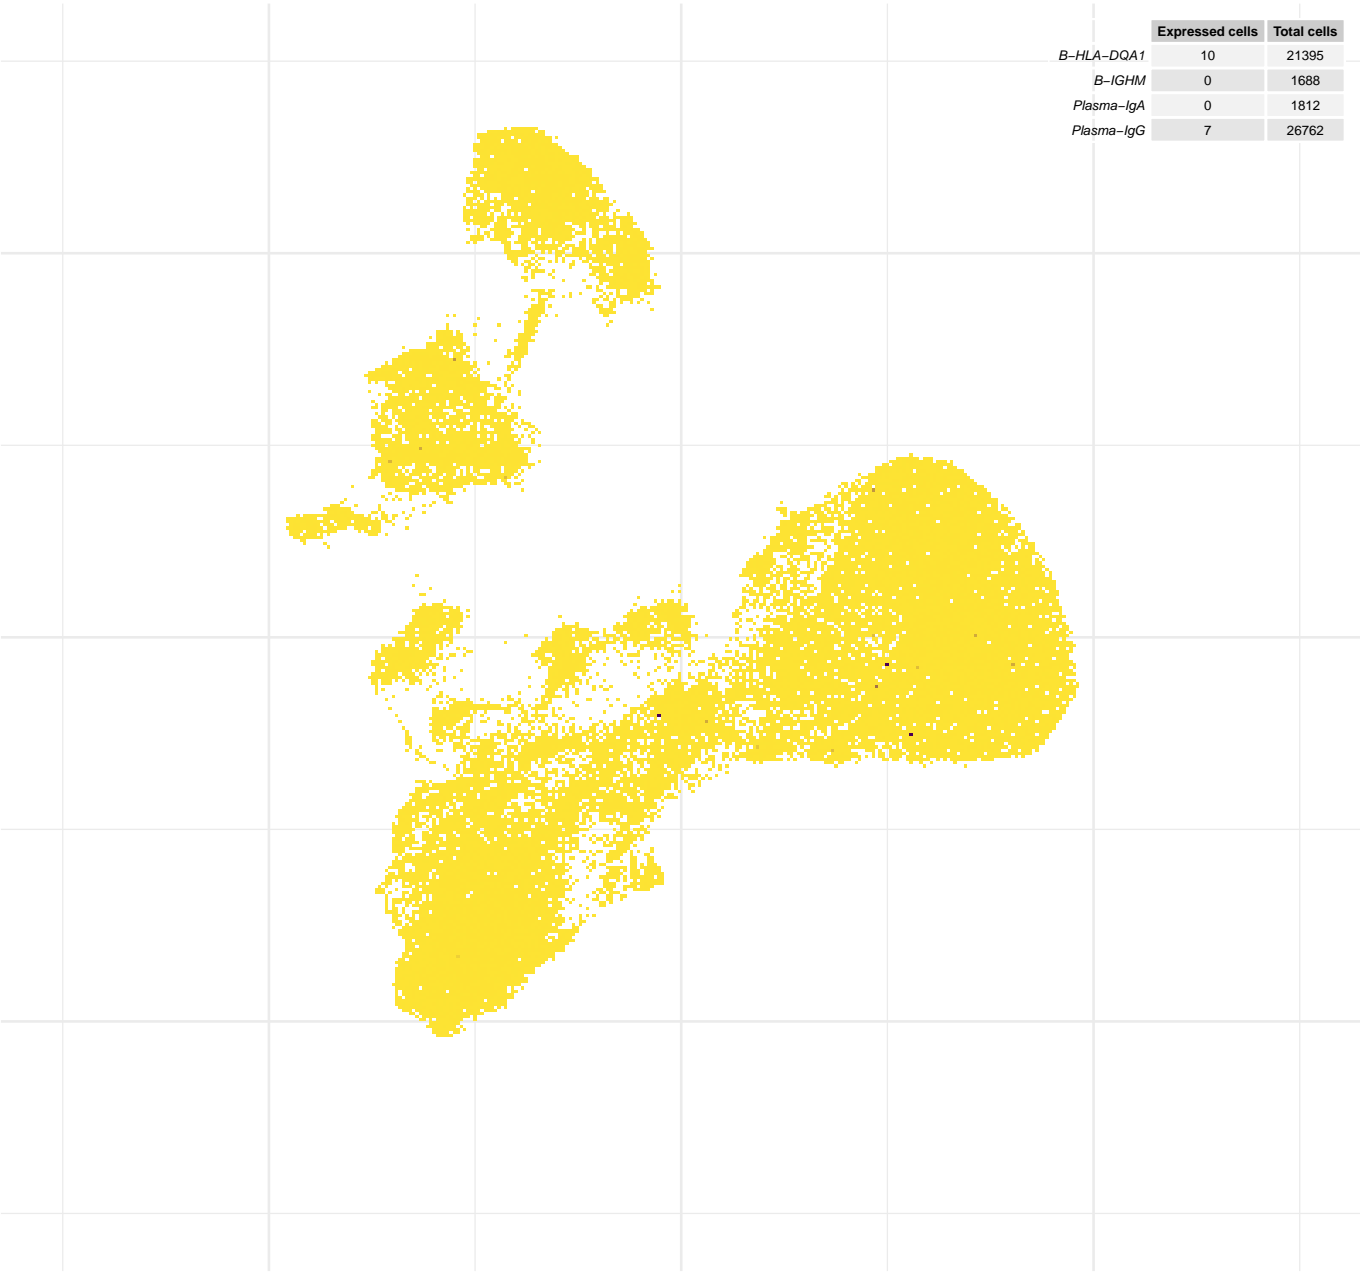 Expressed cells Total cells
B−HLA−DQA1 10 21395
B−IGHM 0 1688
Plasma−IgA 0 1812
Plasma−IgG 7 26762